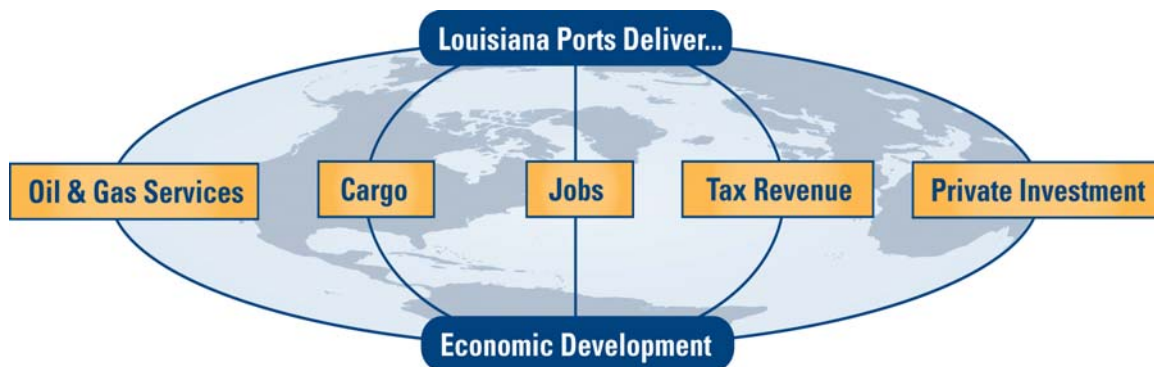 Louisiana Ports Deliver...
Oil & Gas Services
Cargo
Jobs
Tax Revenue
Private Investment
Economic Development